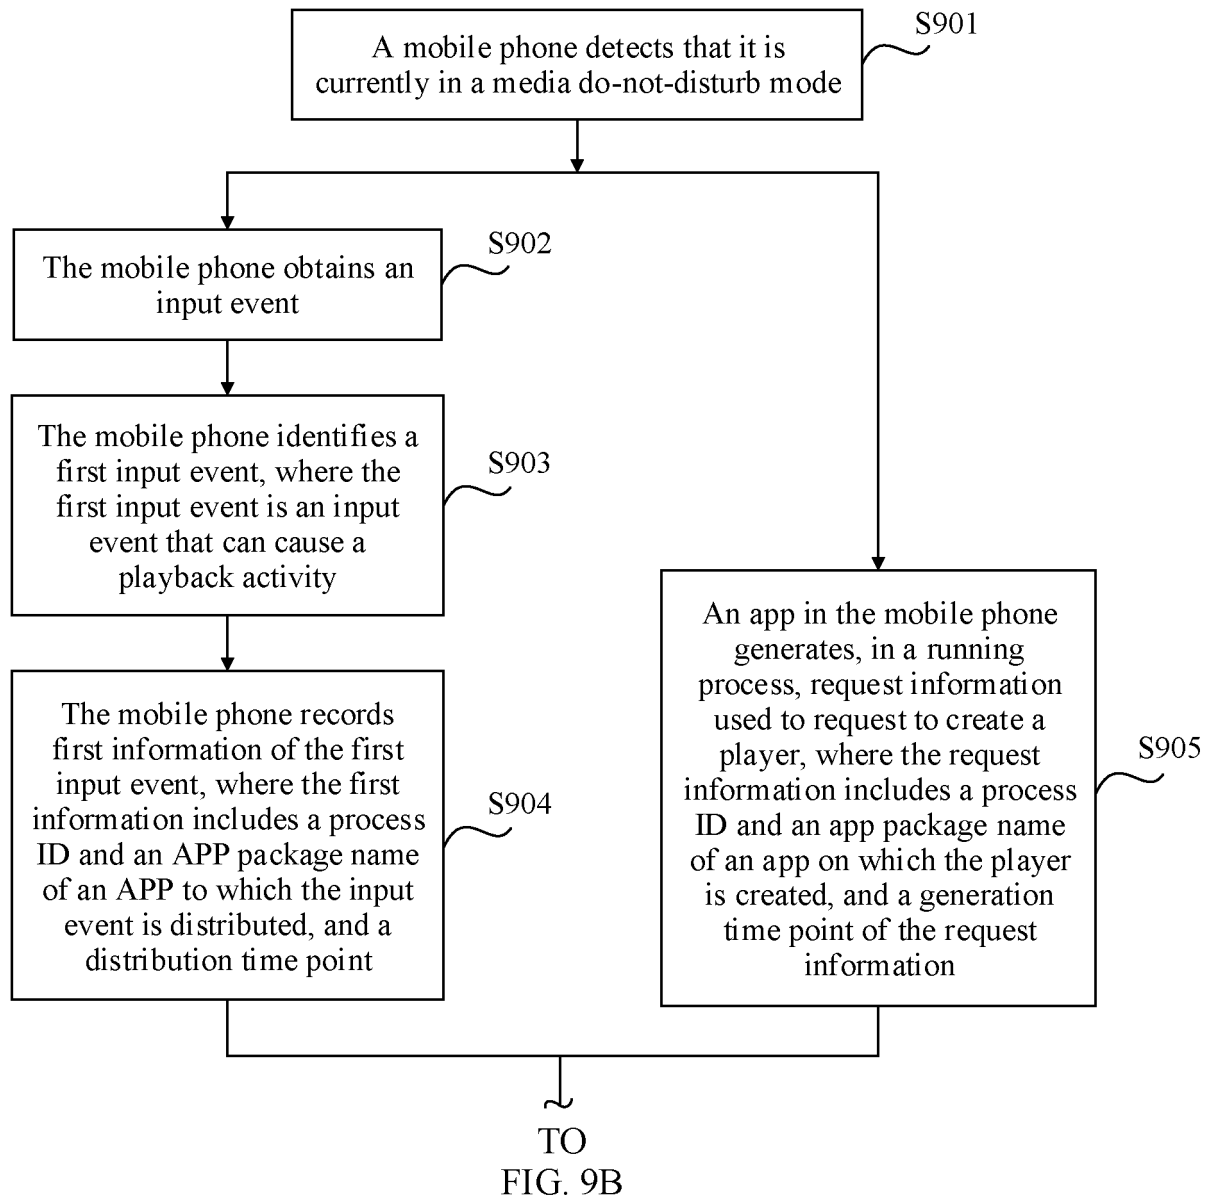 S901
A mobile phone detects that it is
currently in a media do-not-disturb mode
S902
The mobile phone obtains an
input event
S903
The mobile phone identifies a
first input event, where the
first input event is an input
event that can cause a
playback activity
S904
The mobile phone records
first information of the first
input event, where the first
information includes a process
ID and an APP package name
of an APP to which the input
event is distributed, and a
distribution time point
S905
An app in the mobile phone
generates, in a running
process, request information
used to request to create a
player, where the request
information includes a process
ID and an app package name
of an app on which the player
is created, and a generation
time point of the request
information
TO
FIG. 9B